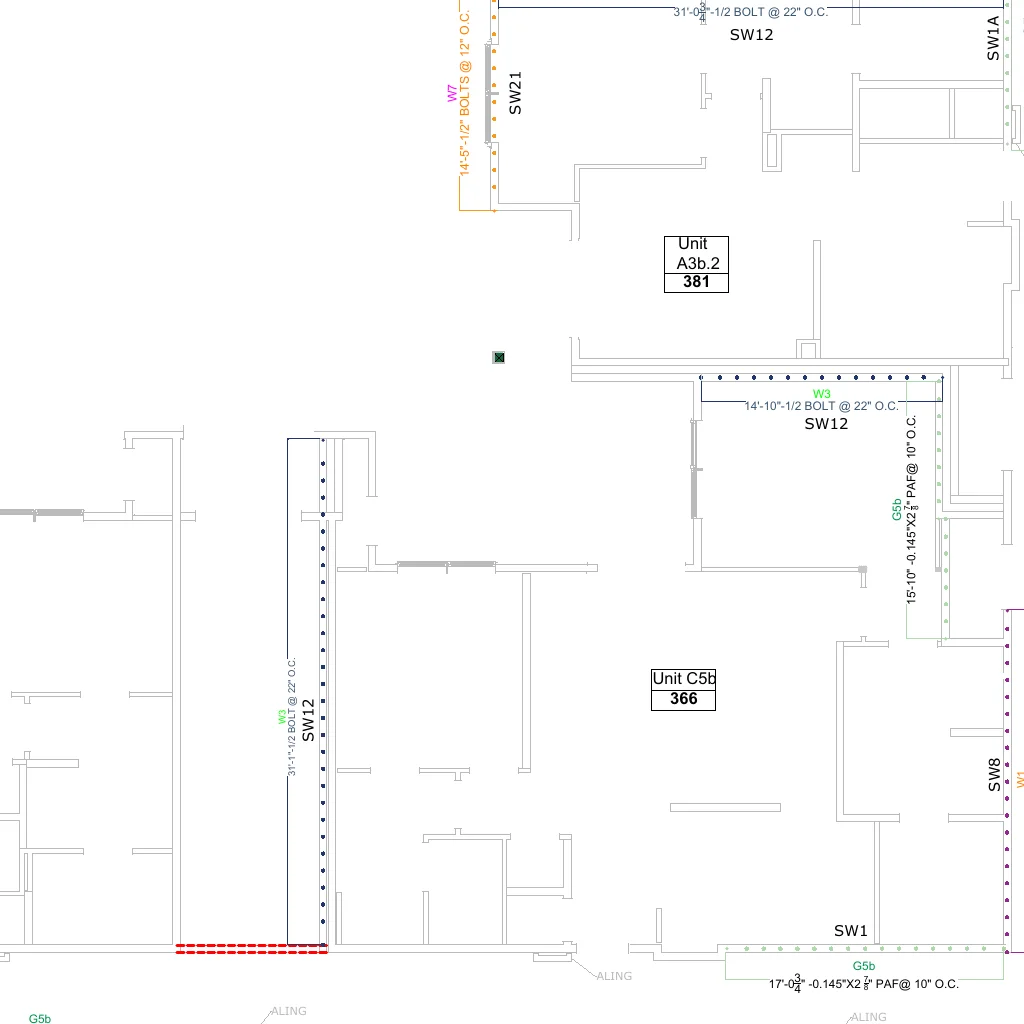 31'-0 3/4"-1/2 BOLT @ 22" O.C.
SW12
SW1A
W7
14'-5"-1/2" BOLTS @ 12" O.C.
SW21
Unit
A3b.2
381
W3
14'-10"-1/2 BOLT @ 22" O.C.
SW12
G5b
15'-10" -0.145"X2 7/8" PAF@ 10" O.C.
Unit C5b
366
W3
31'-1"-1/2 BOLT @ 22" O.C.
SW12
SW8
W1
SW1
G5b
17'-0 3/4" -0.145"X2 7/8" PAF@ 10" O.C.
ALING
ALING
ALING
G5b